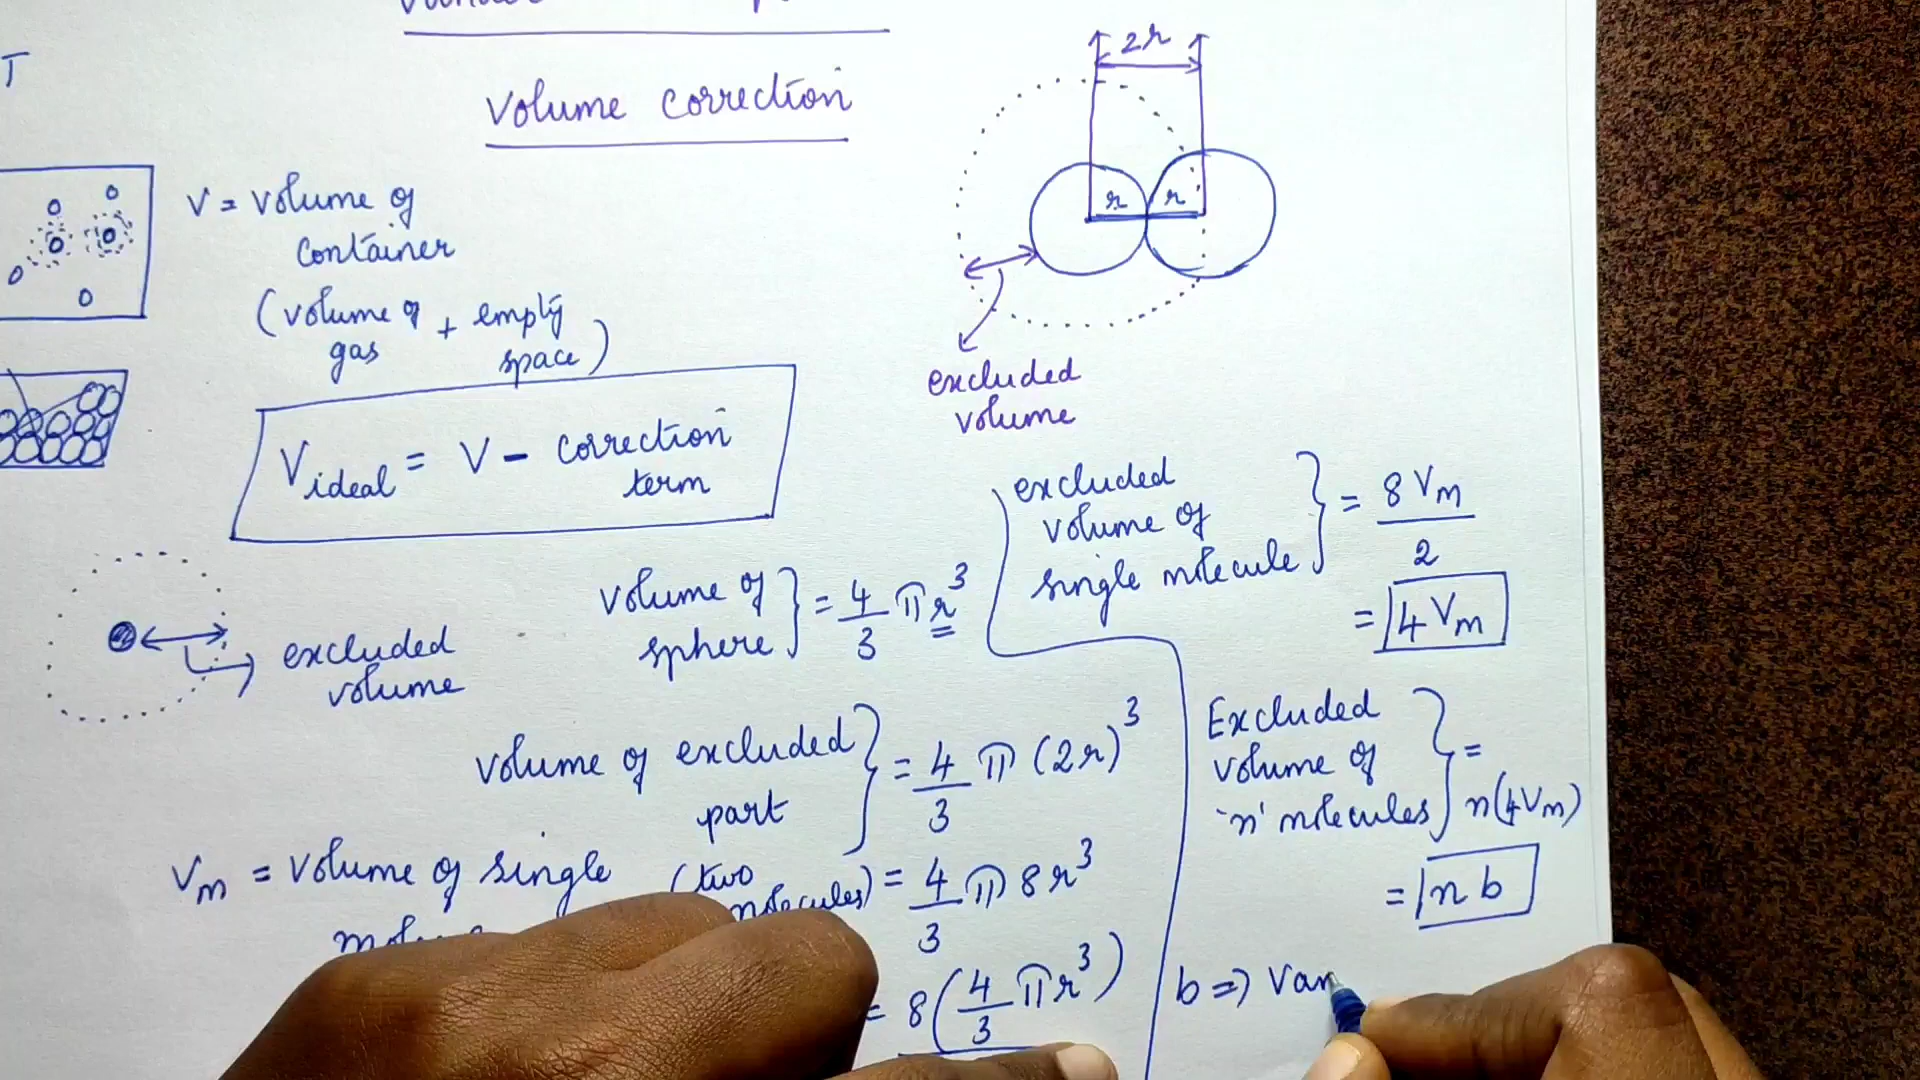 T
Volume correction
2r
r r
V = volume of
container
(volume of + empty
gas space)
excluded
volume
Videal = V - correction
term
excluded
volume of
single molecule } = 8 Vm
2
= 4 Vm
volume of
sphere } = 4/3 πr³
excluded
volume
volume of excluded
part } = 4/3 π (2r)³
Vm = volume of single
(two
molecules) = 4/3 π 8r³
= 8(4/3 πr³)
Excluded
volume of
'n' molecules } =
n(4Vm)
= n b
b => Van